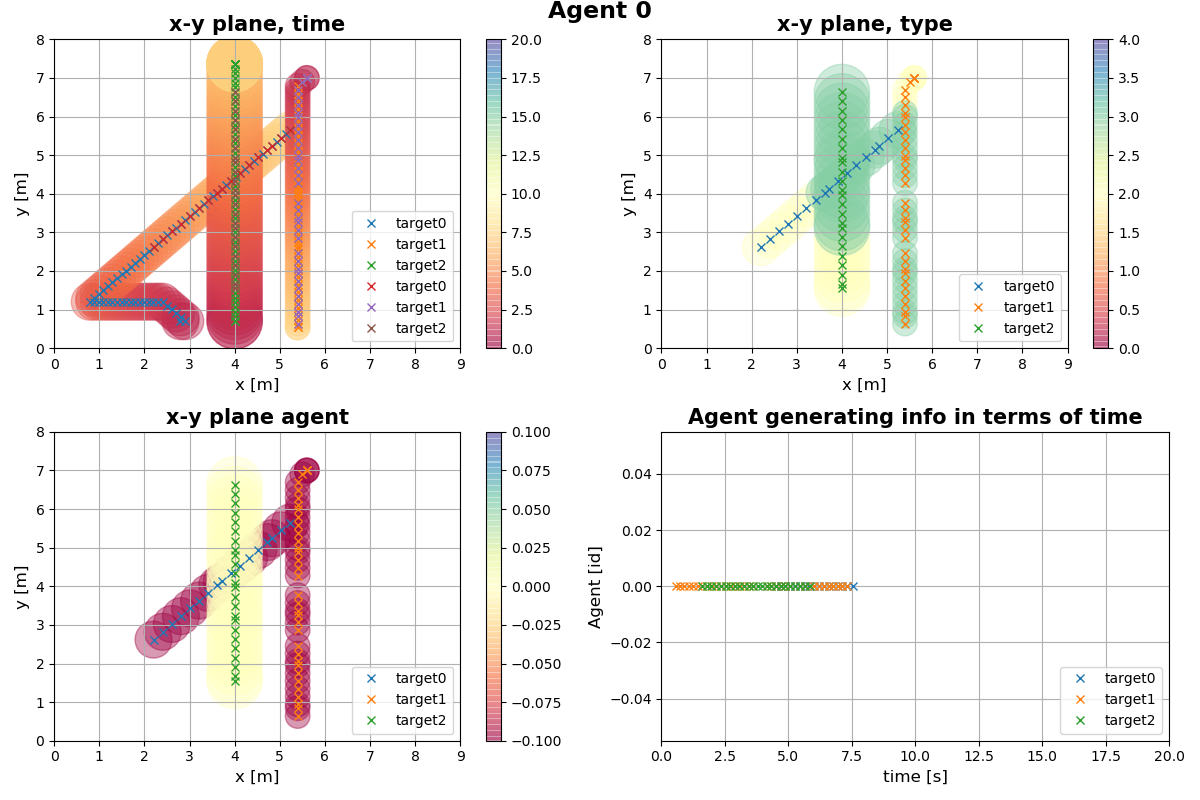 Agent 0
x-y plane, time
8
7
6
5
4
3
2
1
0
y [m]
0 1 2 3 4 5 6 7 8 9
x [m]
target0
target1
target2
target0
target1
target2
20.0
17.5
15.0
12.5
10.0
7.5
5.0
2.5
0.0
x-y plane, type
8
7
6
5
4
3
2
1
0
y [m]
0 1 2 3 4 5 6 7 8 9
x [m]
target0
target1
target2
4.0
3.5
3.0
2.5
2.0
1.5
1.0
0.5
0.0
x-y plane agent
8
7
6
5
4
3
2
1
0
y [m]
0 1 2 3 4 5 6 7 8 9
x [m]
target0
target1
target2
0.100
0.075
0.050
0.025
0.000
−0.025
−0.050
−0.075
−0.100
Agent generating info in terms of time
0.04
0.02
0.00
−0.02
−0.04
Agent [id]
0.0 2.5 5.0 7.5 10.0 12.5 15.0 17.5 20.0
time [s]
target0
target1
target2